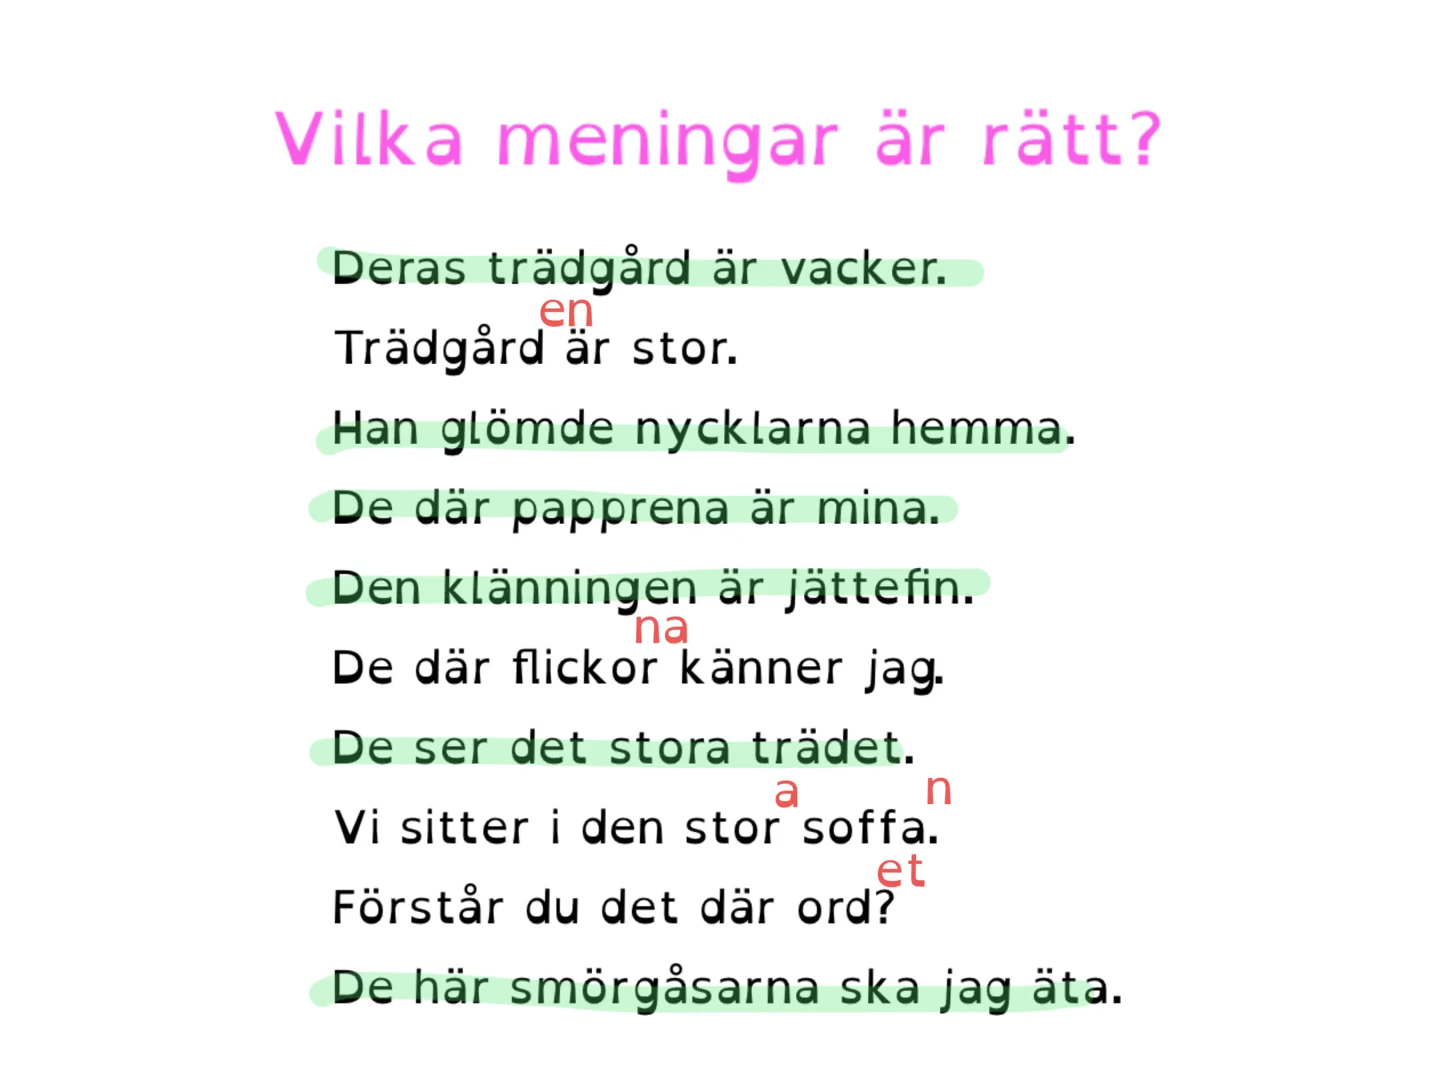 Vilka meningar är rätt?
Deras trädgård är vacker.
en
Trädgård är stor.
Han glömde nycklarna hemma.
De där papprena är mina.
Den klänningen är jättefin.
na
De där flickor känner jag.
De ser det stora trädet.
a n
Vi sitter i den stor soffa.
et
Förstår du det där ord?
De här smörgåsarna ska jag äta.